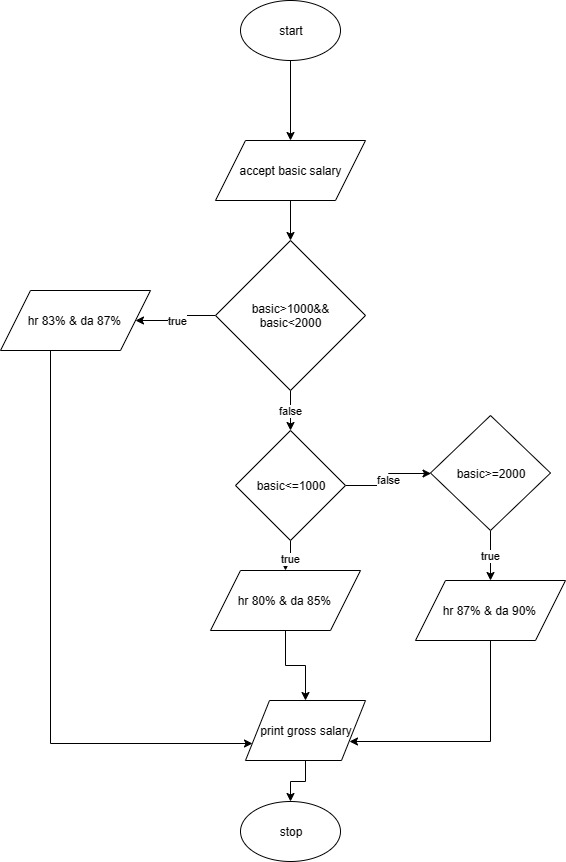 start
accept basic salary
basic>1000&&
basic<2000
true
hr 83% & da 87%
false
basic<=1000
false
basic>=2000
true
true
hr 80% & da 85%
hr 87% & da 90%
print gross salary
stop